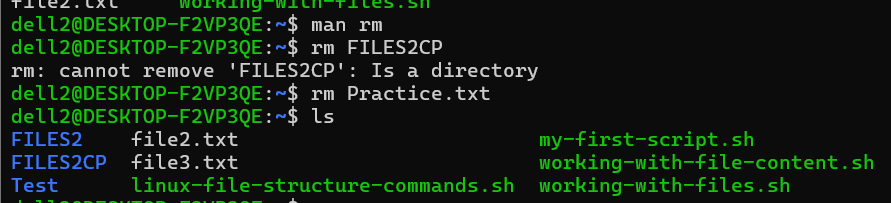 file2.txt     working-with-files.sh
dell2@DESKTOP-F2VP3QE:~$ man rm
dell2@DESKTOP-F2VP3QE:~$ rm FILES2CP
rm: cannot remove 'FILES2CP': Is a directory
dell2@DESKTOP-F2VP3QE:~$ rm Practice.txt
dell2@DESKTOP-F2VP3QE:~$ ls
FILES2    file2.txt                         my-first-script.sh
FILES2CP  file3.txt                         working-with-file-content.sh
Test      linux-file-structure-commands.sh  working-with-files.sh
dell2@DESKTOP-F2VP3QE:~$